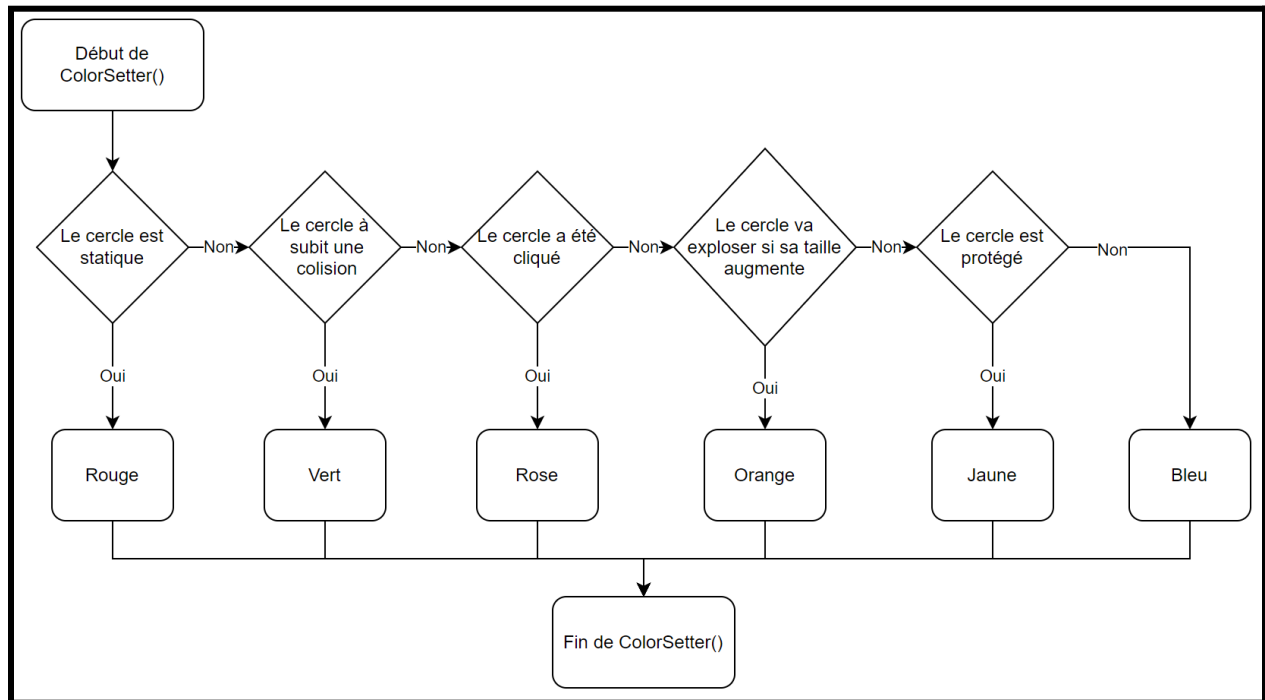 Début de
ColorSetter()
Le cercle est
statique
Non
Le cercle à
subit une
colision
Non
Le cercle a été
cliqué
Non
Le cercle va
exploser si sa taille
augmente
Non
Le cercle est
protégé
Non
Oui
Oui
Oui
Oui
Oui
Rouge
Vert
Rose
Orange
Jaune
Bleu
Fin de ColorSetter()